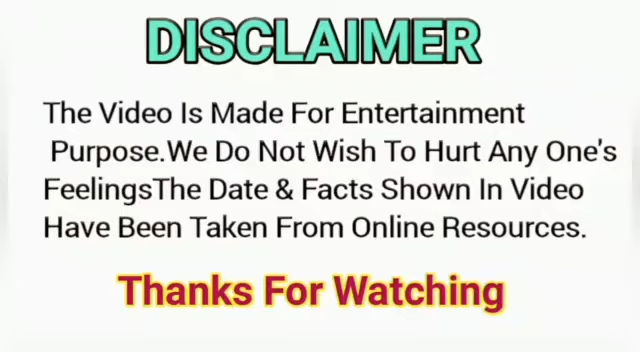 DISCLAIMER
The Video Is Made For Entertainment
Purpose.We Do Not Wish To Hurt Any One's
FeelingsThe Date & Facts Shown In Video
Have Been Taken From Online Resources.
Thanks For Watching